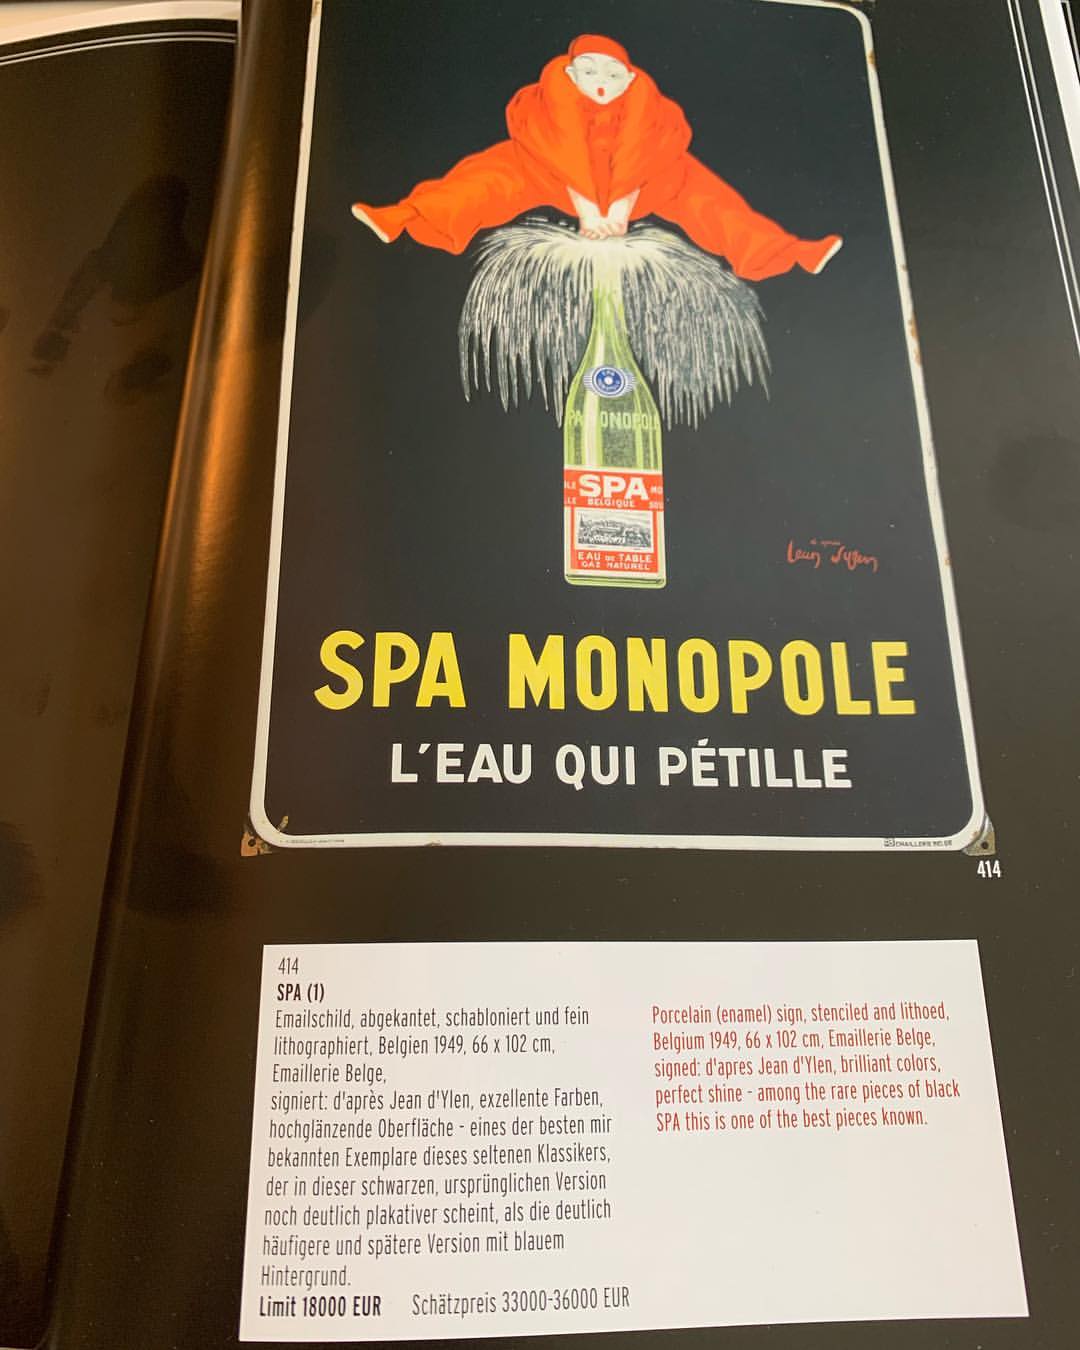 SPA
BELGIQUE
EAU DE TABLE
GAZ NATUREL
d'après
Jean d'Ylen
SPA MONOPOLE
L'EAU QUI PÉTILLE
EMAILLERIE BELGE
414
414
SPA (1)
Emailschild, abgekantet, schabloniert und fein
lithographiert, Belgien 1949, 66 x 102 cm,
Emaillerie Belge,
signiert: d'après Jean d'Ylen, exzellente Farben,
hochglänzende Oberfläche - eines der besten mir
bekannten Exemplare dieses seltenen Klassikers,
der in dieser schwarzen, ursprünglichen Version
noch deutlich plakativer scheint, als die deutlich
häufigere und spätere Version mit blauem
Hintergrund.
Limit 18000 EUR Schätzpreis 33000-36000 EUR
Porcelain (enamel) sign, stenciled and lithoed,
Belgium 1949, 66 x 102 cm, Emaillerie Belge,
signed: d'apres Jean d'Ylen, brilliant colors,
perfect shine - among the rare pieces of black
SPA this is one of the best pieces known.